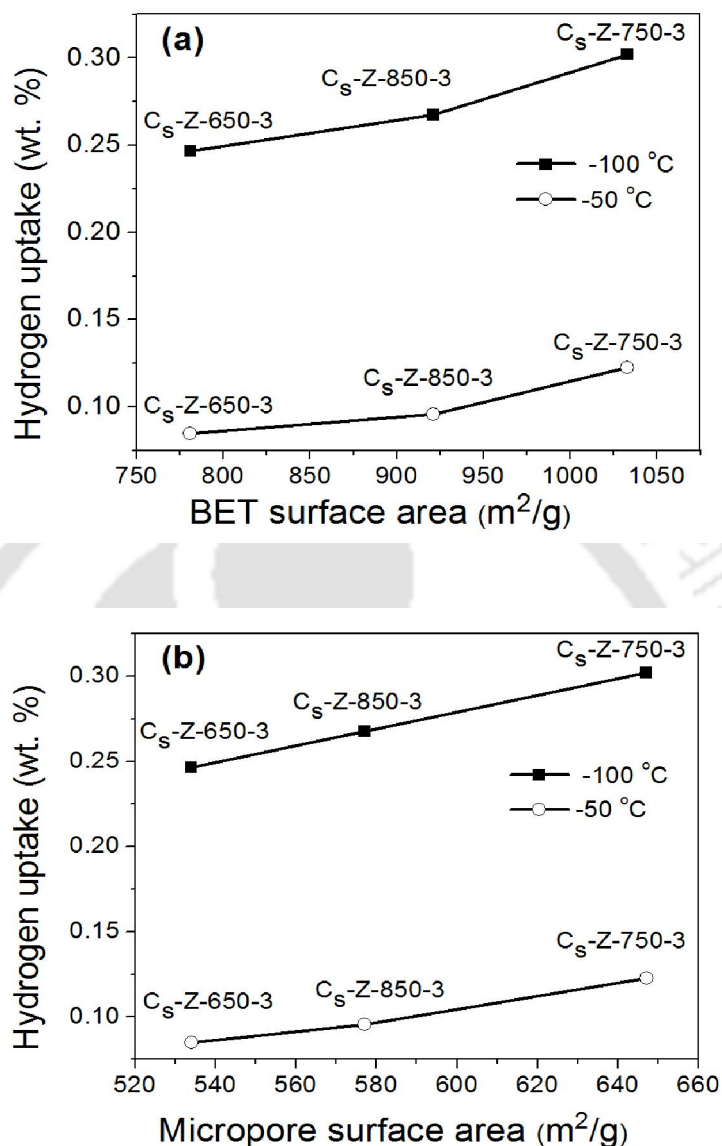 (a)
Cs-Z-750-3
0.30
Cs-Z-850-3
Cs-Z-650-3
0.25
-100 °C
-50 °C
0.20
0.15
Cs-Z-750-3
Cs-Z-850-3
Cs-Z-650-3
0.10
Hydrogen uptake (wt. %)
750 800 850 900 950 1000 1050
BET surface area (m²/g)
(b)
Cs-Z-750-3
0.30
Cs-Z-850-3
Cs-Z-650-3
0.25
-100 °C
-50 °C
0.20
0.15
Cs-Z-750-3
Cs-Z-850-3
Cs-Z-650-3
0.10
Hydrogen uptake (wt. %)
520 540 560 580 600 620 640 660
Micropore surface area (m²/g)